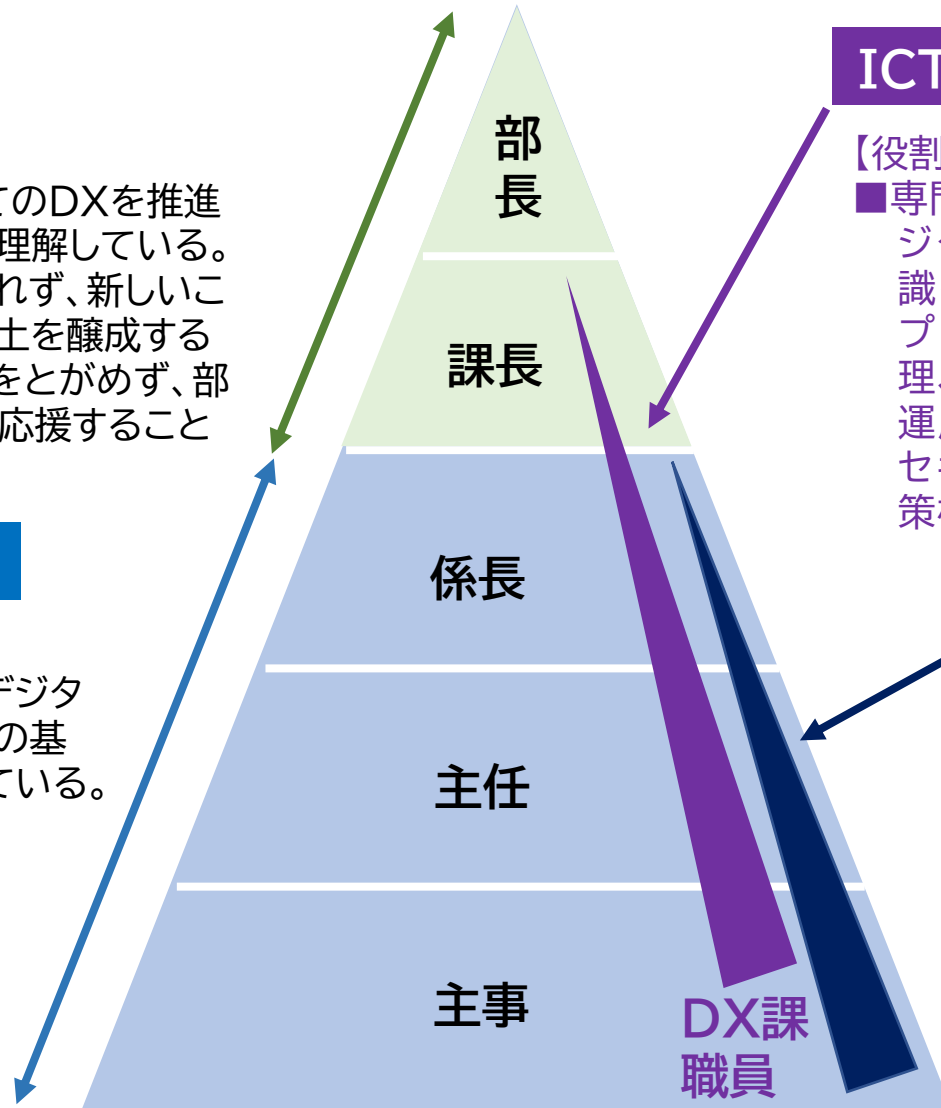 てのDXを推進
理解している。
れず、新しいこ
土を醸成する
をとがめず、部
応援すること
デジタ
の基
ている。
部
長
課長
係長
主任
主事
DX課
職員
ICT
【役割
■専門
ジ
識
プ
理、
運
セキ
策